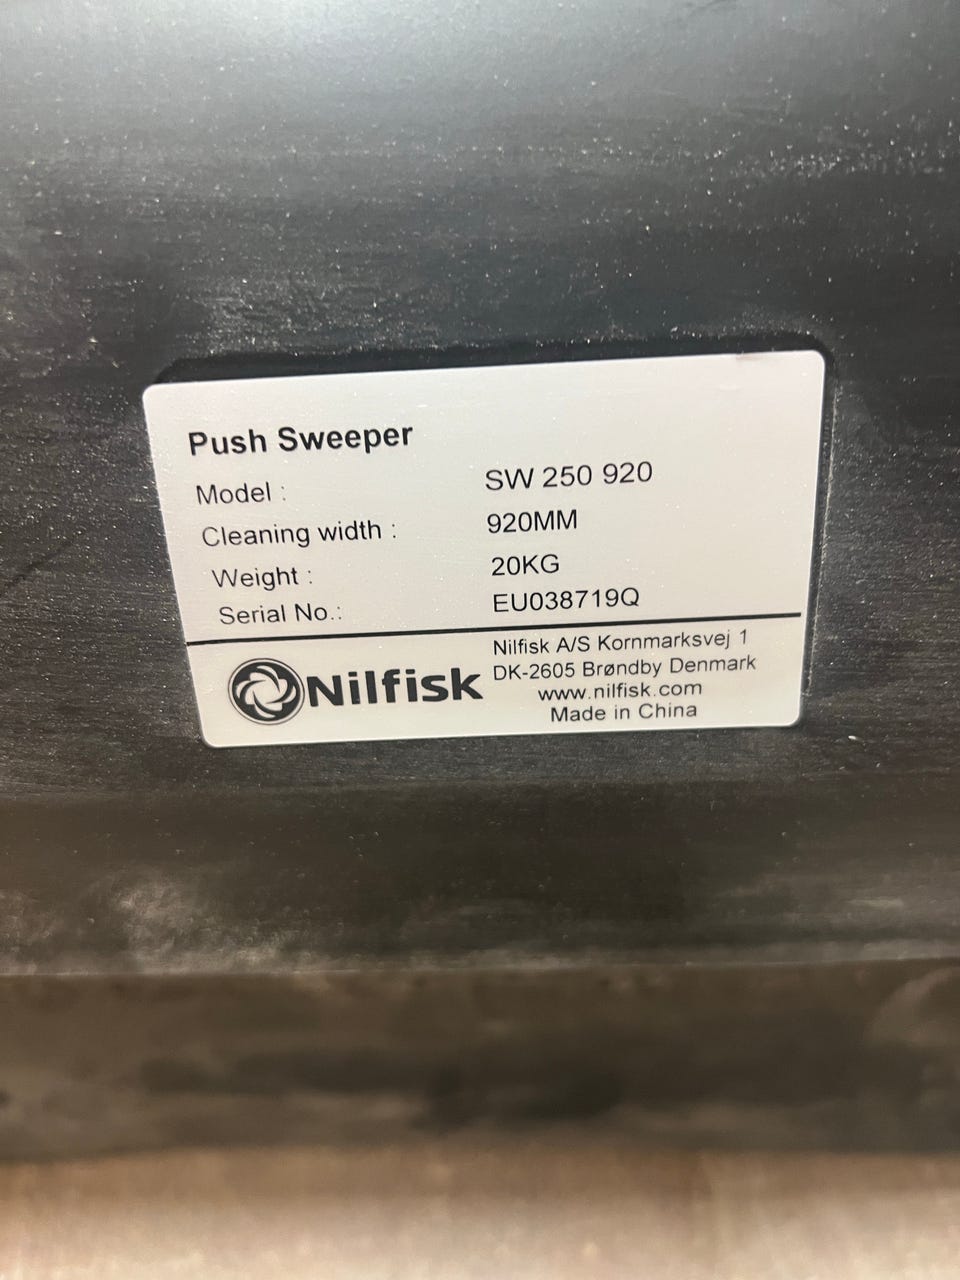 Push Sweeper
Model : SW 250 920
Cleaning width : 920MM
Weight : 20KG
Serial No.: EU038719Q
Nilfisk
Nilfisk A/S Kornmarksvej 1
DK-2605 Brøndby Denmark
www.nilfisk.com
Made in China